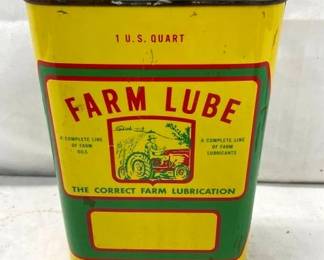 1 U.S. QUART
FARM LUBE
A COMPLETE LINE
OF FARM
OILS
A COMPLETE LINE
OF FARM
LUBRICANTS
THE CORRECT FARM LUBRICATION